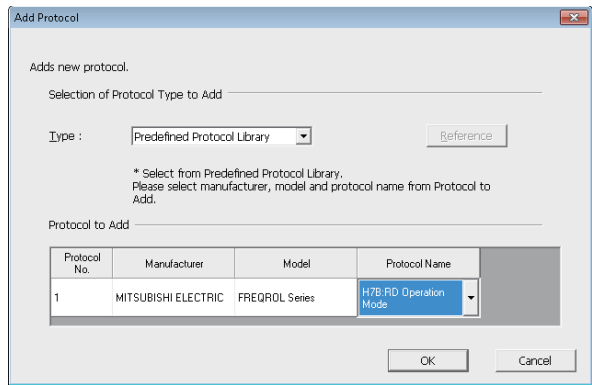 Add Protocol
Adds new protocol.
Selection of Protocol Type to Add
Type :
Predefined Protocol Library
Reference
* Select from Predefined Protocol Library.
Please select manufacturer, model and protocol name from Protocol to
Add.
Protocol to Add
Protocol
No.
Manufacturer
Model
Protocol Name
1
MITSUBISHI ELECTRIC
FREQROL Series
H7B:RD Operation
Mode
OK
Cancel